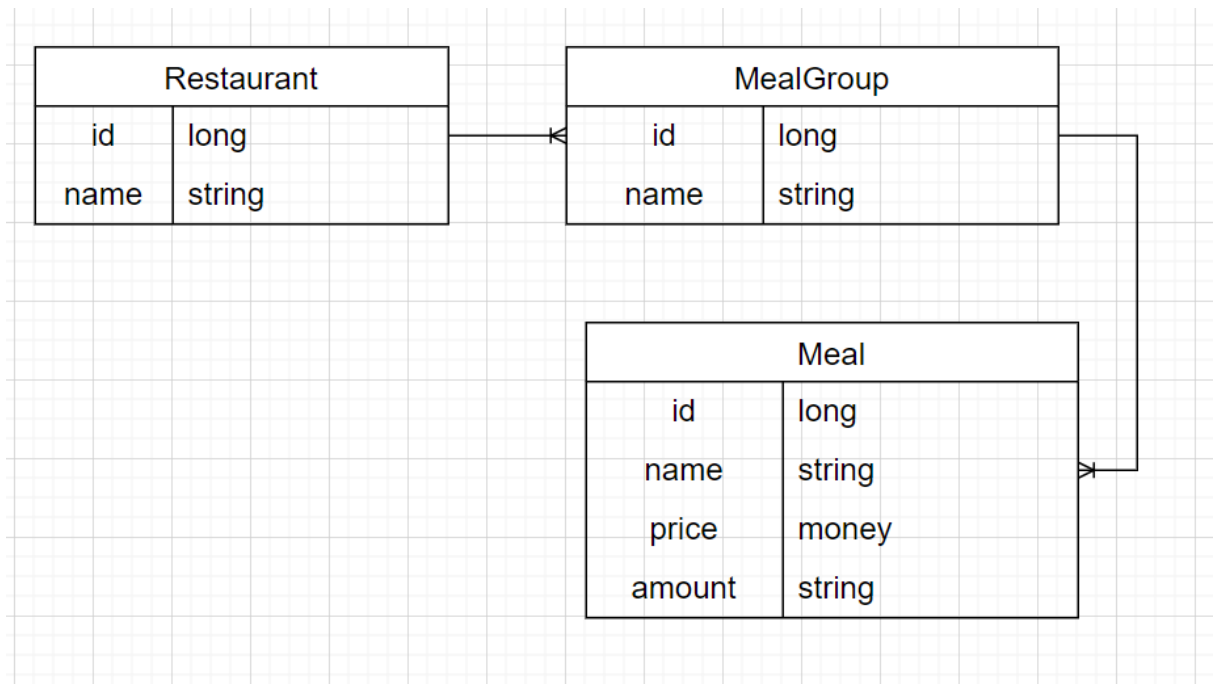 Restaurant
id long
name string
MealGroup
id long
name string
Meal
id long
name string
price money
amount string